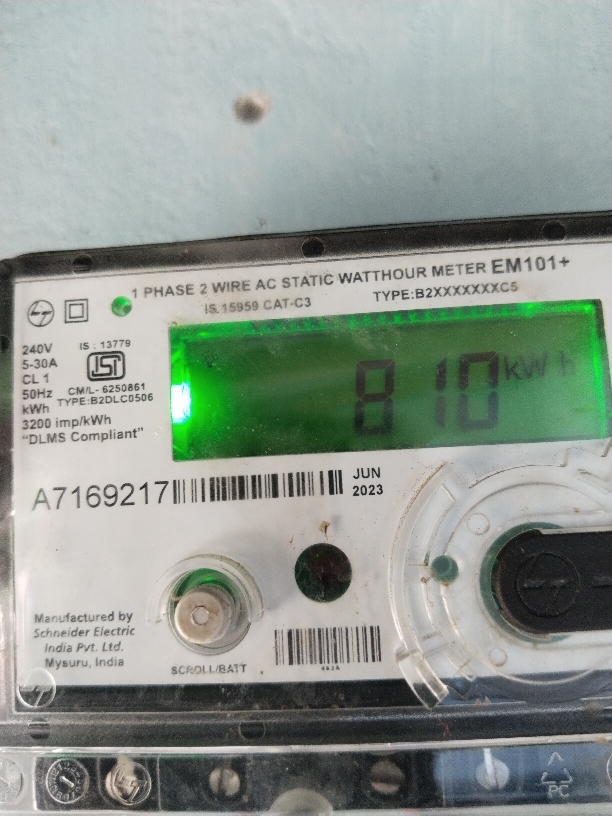 1 PHASE 2 WIRE AC STATIC WATTHOUR METER EM101+
IS.15959 CAT-C3
TYPE:B2XXXXXXXC5
240V
5-30A
CL 1
50Hz
kWh
3200 imp/kWh
"DLMS Compliant"
IS : 13779
ISI
CM/L- 6250861
TYPE:B2DLC0506
810 kWh
A7169217
JUN
2023
Manufactured by
Schneider Electric
India Pvt. Ltd.
Mysuru, India
SCROLL/BATT
PC